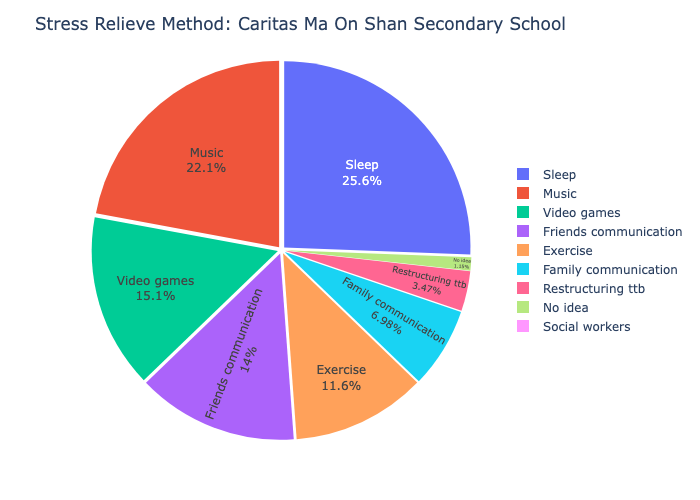 Stress Relieve Method: Caritas Ma On Shan Secondary School
Sleep
25.6%
Music
22.1%
Video games
15.1%
Friends communication
14%
Exercise
11.6%
Family communication
6.98%
Restructuring ttb
3.47%
No idea
Sleep
Music
Video games
Friends communication
Exercise
Family communication
Restructuring ttb
No idea
Social workers